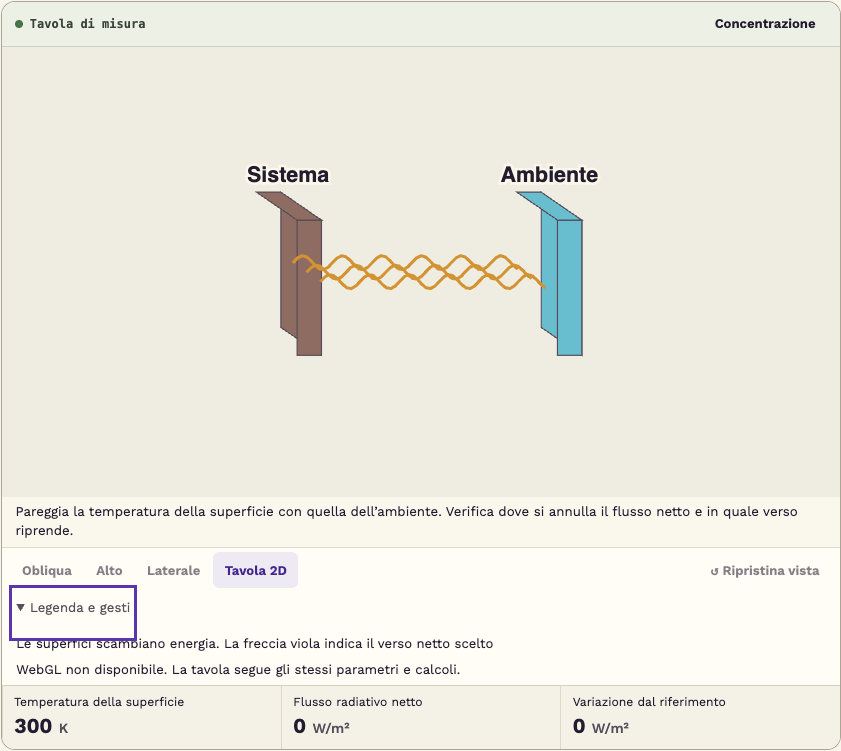 Tavola di misura
Concentrazione
Sistema
Ambiente
Pareggia la temperatura della superficie con quella dell’ambiente. Verifica dove si annulla il flusso netto e in quale verso
riprende.
Obliqua Alto Laterale Tavola 2D ↺ Ripristina vista
▼ Legenda e gesti
Le superfici scambiano energia. La freccia viola indica il verso netto scelto
WebGL non disponibile. La tavola segue gli stessi parametri e calcoli.
Temperatura della superficie
300 K
Flusso radiativo netto
0 W/m²
Variazione dal riferimento
0 W/m²